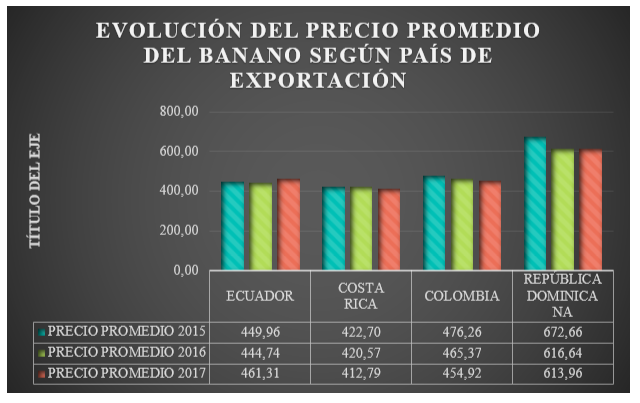 EVOLUCIÓN DEL PRECIO PROMEDIO
DEL BANANO SEGÚN PAÍS DE
EXPORTACIÓN
TÍTULO DEL EJE
800,00
600,00
400,00
200,00
0,00
ECUADOR
COSTA
RICA
COLOMBIA
REPÚBLICA
DOMINICA
NA
PRECIO PROMEDIO 2015 449,96 422,70 476,26 672,66
PRECIO PROMEDIO 2016 444,74 420,57 465,37 616,64
PRECIO PROMEDIO 2017 461,31 412,79 454,92 613,96